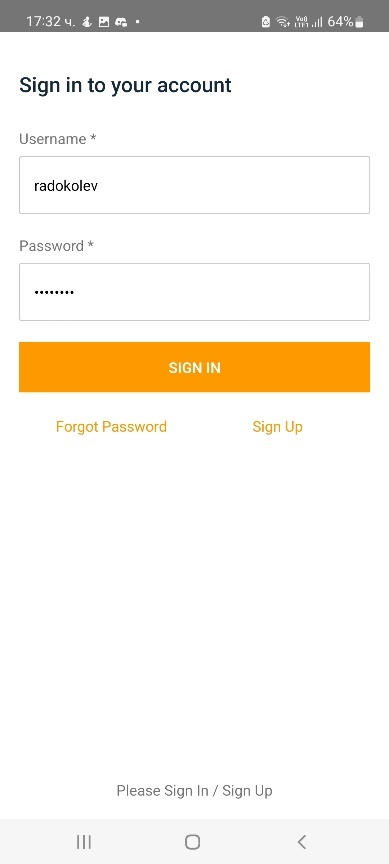 17:32 ч.
64%
Sign in to your account
Username *
radokolev
Password *
••••••••
SIGN IN
Forgot Password Sign Up
Please Sign In / Sign Up